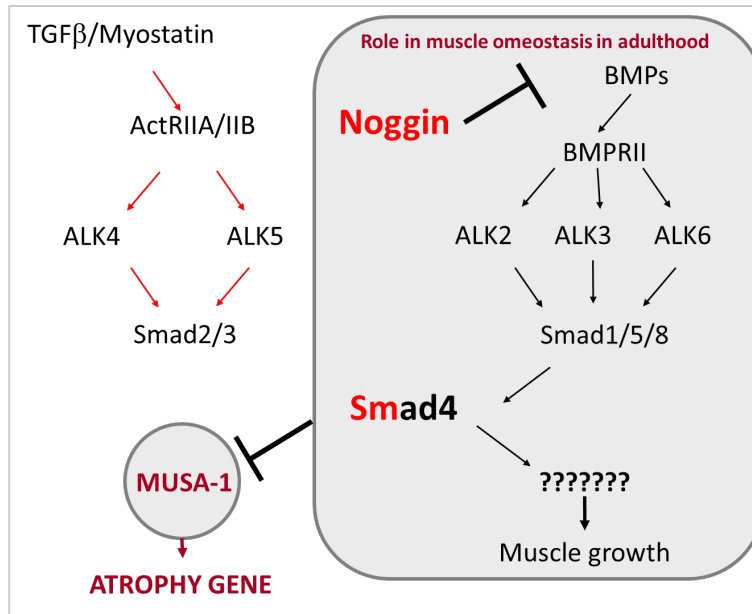 TGFβ/Myostatin
ActRIIA/IIB
ALK4
ALK5
Smad2/3
MUSA-1
ATROPHY GENE
Role in muscle omeostasis in adulthood
BMPs
Noggin
BMPRII
ALK2
ALK3
ALK6
Smad1/5/8
Smad4
???????
Muscle growth